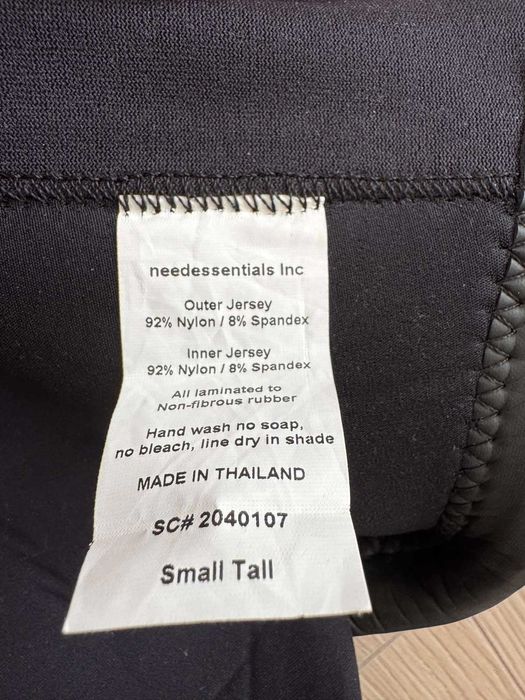 needessentials Inc
Outer Jersey
92% Nylon / 8% Spandex
Inner Jersey
92% Nylon / 8% Spandex
All laminated to
Non-fibrous rubber
Hand wash no soap,
no bleach, line dry in shade
MADE IN THAILAND
SC# 2040107
Small Tall